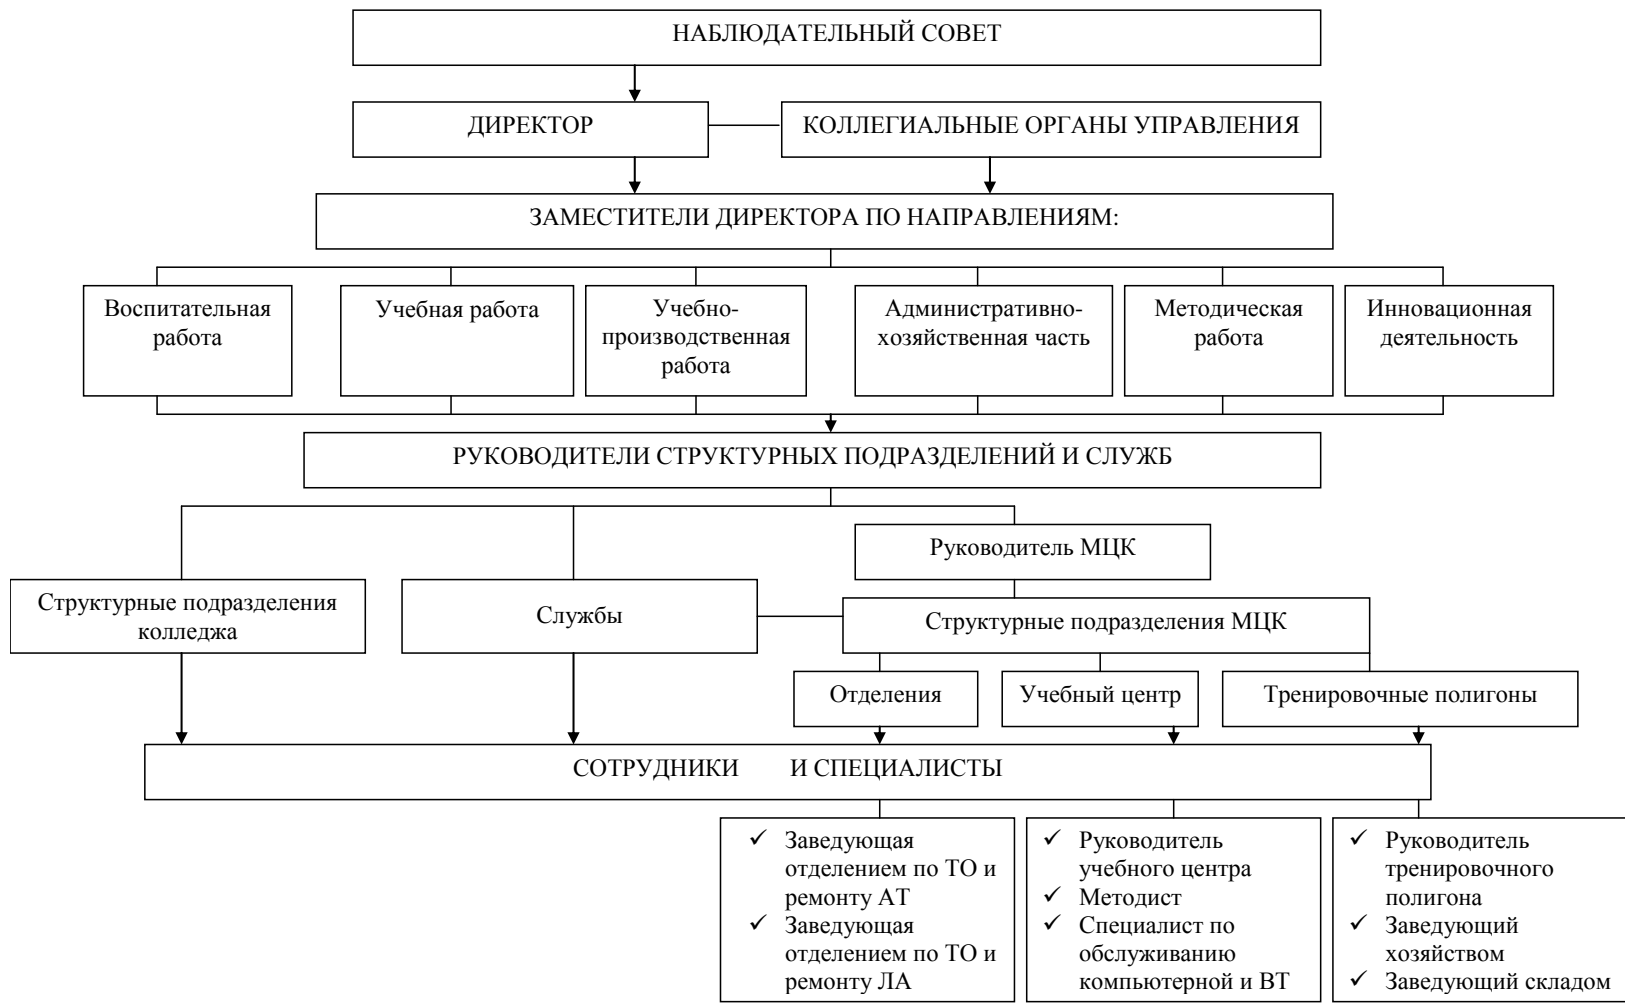 НАБЛЮДАТЕЛЬНЫЙ СОВЕТ
ДИРЕКТОР
КОЛЛЕГИАЛЬНЫЕ ОРГАНЫ УПРАВЛЕНИЯ
ЗАМЕСТИТЕЛИ ДИРЕКТОРА ПО НАПРАВЛЕНИЯМ:
Воспитательная
работа
Учебная работа
Учебно-
производственная
работа
Административно-
хозяйственная часть
Методическая
работа
Инновационная
деятельность
РУКОВОДИТЕЛИ СТРУКТУРНЫХ ПОДРАЗДЕЛЕНИЙ И СЛУЖБ
Руководитель МЦК
Структурные подразделения
колледжа
Службы
Структурные подразделения МЦК
Отделения
Учебный центр
Тренировочные полигоны
СОТРУДНИКИ И СПЕЦИАЛИСТЫ
✓ Заведующая
отделением по ТО и
ремонту АТ
✓ Заведующая
отделением по ТО и
ремонту ЛА
✓ Руководитель
учебного центра
✓ Методист
✓ Специалист по
обслуживанию
компьютерной и ВТ
✓ Руководитель
тренировочного
полигона
✓ Заведующий
хозяйством
✓ Заведующий складом